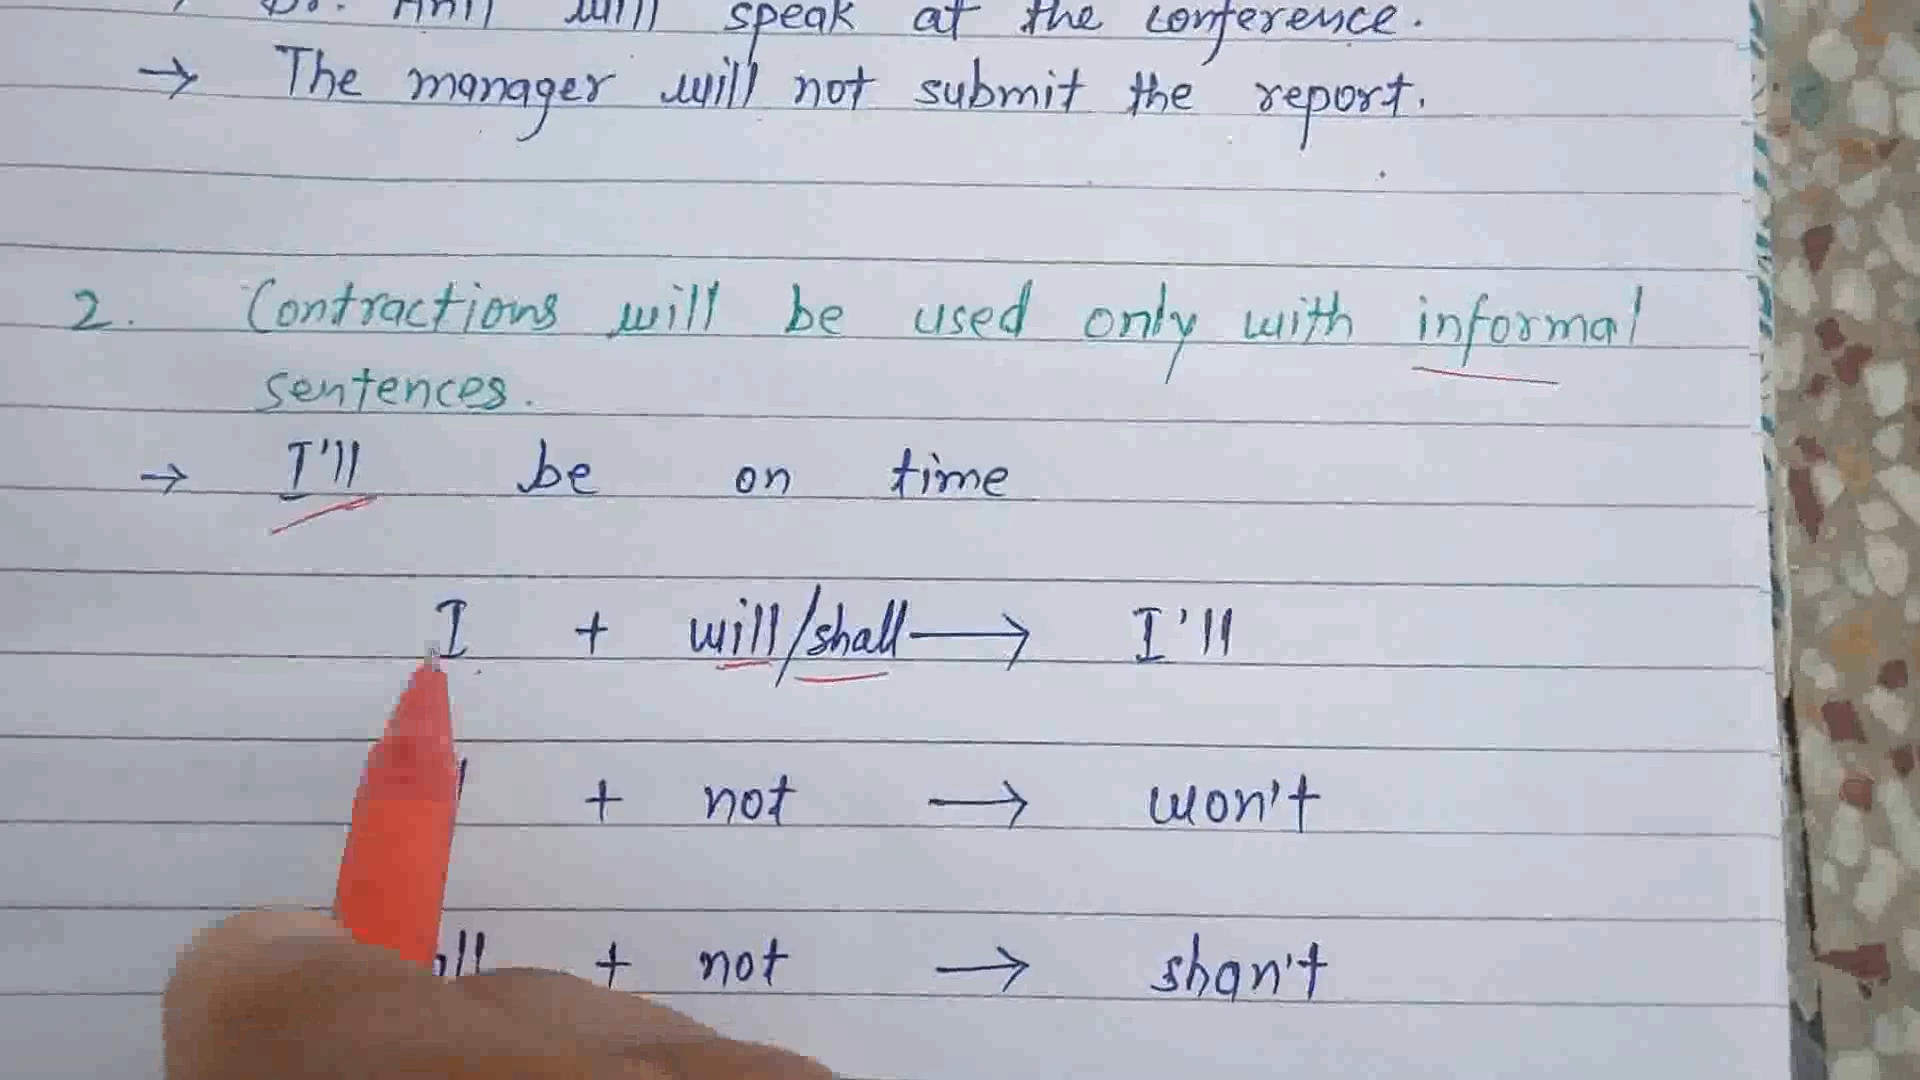 will speak at the conference.
→ The manager will not submit the report.
2. Contractions will be used only with informal
sentences.
→ I'll be on time
I + will/shall → I'll
+ not → won't
+ not → shan't